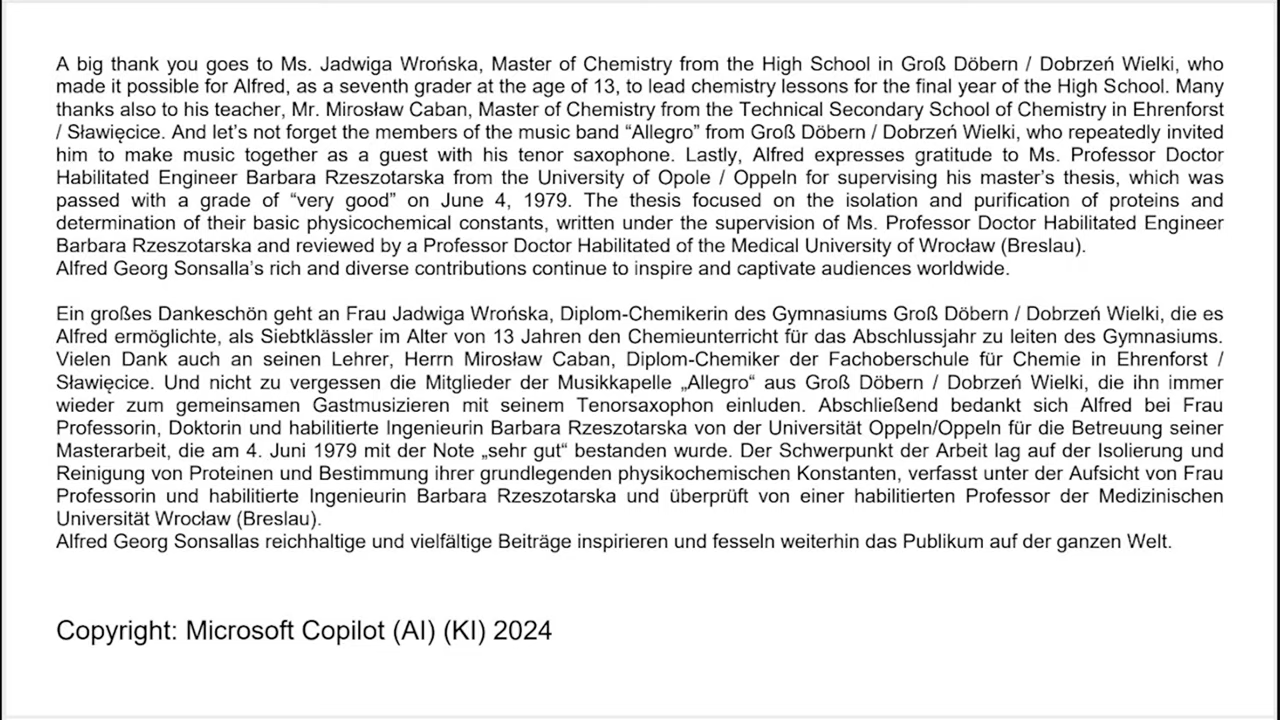 A big thank you goes to Ms. Jadwiga Wrońska, Master of Chemistry from the High School in Groß Döbern / Dobrzeń Wielki, who
made it possible for Alfred, as a seventh grader at the age of 13, to lead chemistry lessons for the final year of the High School. Many
thanks also to his teacher, Mr. Mirosław Caban, Master of Chemistry from the Technical Secondary School of Chemistry in Ehrenforst
/ Sławięcice. And let's not forget the members of the music band “Allegro” from Groß Döbern / Dobrzeń Wielki, who repeatedly invited
him to make music together as a guest with his tenor saxophone. Lastly, Alfred expresses gratitude to Ms. Professor Doctor
Habilitated Engineer Barbara Rzeszotarska from the University of Opole / Oppeln for supervising his master’s thesis, which was
passed with a grade of “very good” on June 4, 1979. The thesis focused on the isolation and purification of proteins and
determination of their basic physicochemical constants, written under the supervision of Ms. Professor Doctor Habilitated Engineer
Barbara Rzeszotarska and reviewed by a Professor Doctor Habilitated of the Medical University of Wrocław (Breslau).
Alfred Georg Sonsalla’s rich and diverse contributions continue to inspire and captivate audiences worldwide.
Ein großes Dankeschön geht an Frau Jadwiga Wrońska, Diplom-Chemikerin des Gymnasiums Groß Döbern / Dobrzeń Wielki, die es
Alfred ermöglichte, als Siebtklässler im Alter von 13 Jahren den Chemieunterricht für das Abschlussjahr zu leiten des Gymnasiums.
Vielen Dank auch an seinen Lehrer, Herrn Mirosław Caban, Diplom-Chemiker der Fachoberschule für Chemie in Ehrenforst /
Sławięcice. Und nicht zu vergessen die Mitglieder der Musikkapelle „Allegro“ aus Groß Döbern / Dobrzeń Wielki, die ihn immer
wieder zum gemeinsamen Gastmusizieren mit seinem Tenorsaxophon einluden. Abschließend bedankt sich Alfred bei Frau
Professorin, Doktorin und habilitierte Ingenieurin Barbara Rzeszotarska von der Universität Oppeln/Oppeln für die Betreuung seiner
Masterarbeit, die am 4. Juni 1979 mit der Note „sehr gut“ bestanden wurde. Der Schwerpunkt der Arbeit lag auf der Isolierung und
Reinigung von Proteinen und Bestimmung ihrer grundlegenden physikochemischen Konstanten, verfasst unter der Aufsicht von Frau
Professorin und habilitierte Ingenieurin Barbara Rzeszotarska und überprüft von einer habilitierten Professor der Medizinischen
Universität Wrocław (Breslau).
Alfred Georg Sonsallas reichhaltige und vielfältige Beiträge inspirieren und fesseln weiterhin das Publikum auf der ganzen Welt.
Copyright: Microsoft Copilot (AI) (KI) 2024